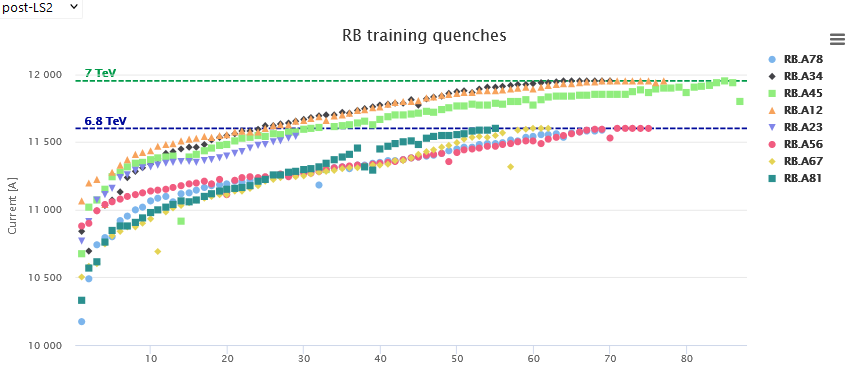 post-LS2
RB training quenches
7 TeV
6.8 TeV
12 000
11 500
11 000
10 500
10 000
Current [A]
10
20
30
40
50
60
70
80
RB.A78
RB.A34
RB.A45
RB.A12
RB.A23
RB.A56
RB.A67
RB.A81